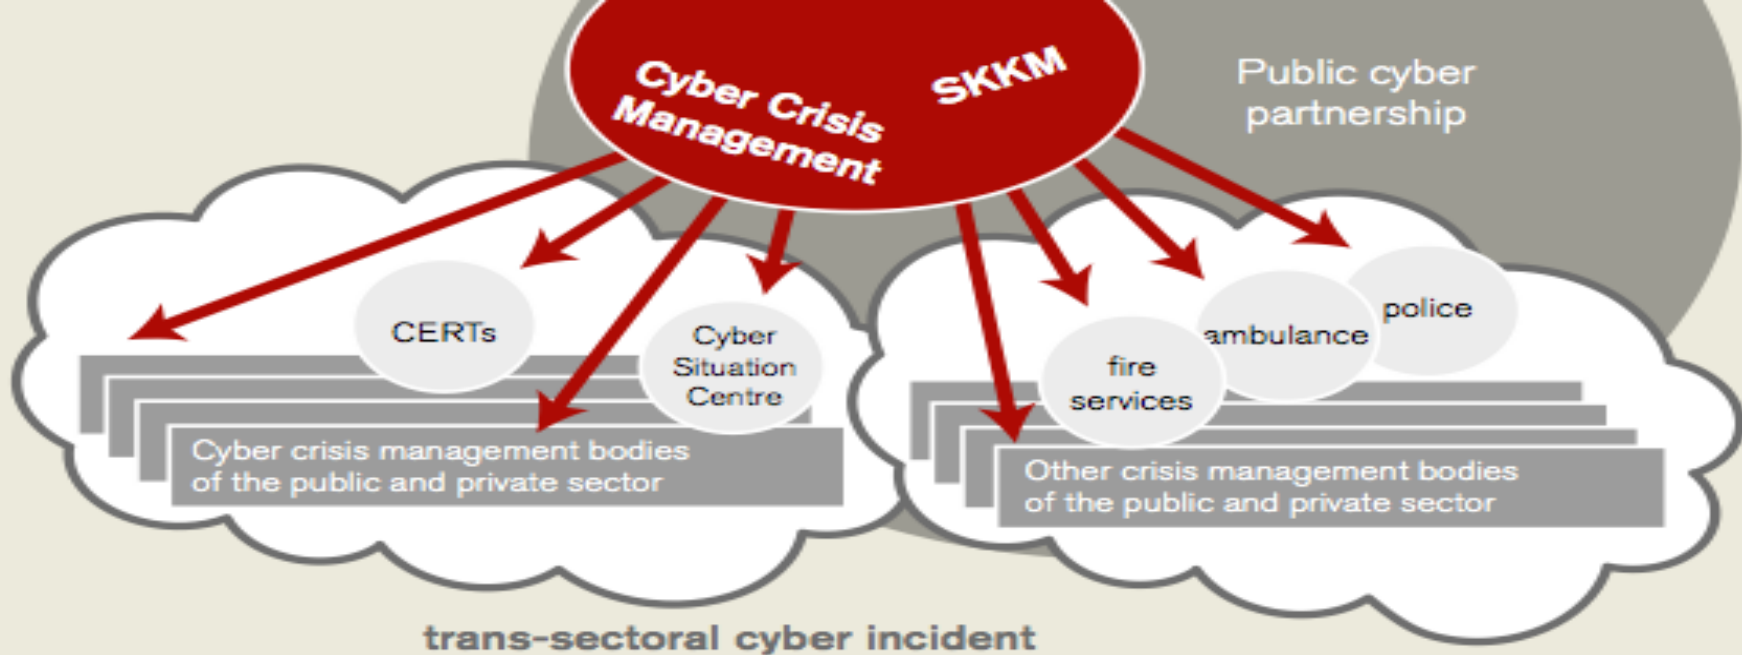 Cyber Crisis
Management
SKKM
Public cyber
partnership
CERTs
Cyber
Situation
Centre
Cyber crisis management bodies
of the public and private sector
fire
services
ambulance
police
Other crisis management bodies
of the public and private sector
trans-sectoral cyber incident